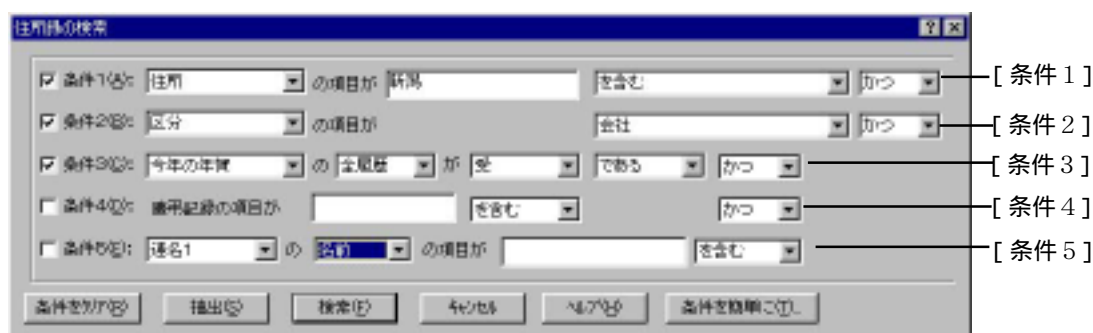 住所録の検索
条件1(A): 住所 の項目が 新潟 を含む かつ [条件1]
条件2(B): 区分 の項目が 会社 かつ [条件2]
条件3(C): 今年の年賀 の 全履歴 が 受 である かつ [条件3]
条件4(D): 備忘記録の項目が を含む かつ [条件4]
条件5(E): 連名1 の 名前 の項目が を含む [条件5]
条件をクリア(R) 抽出(S) 検索(F) キャンセル ヘルプ(H) 条件を簡単に(T)...